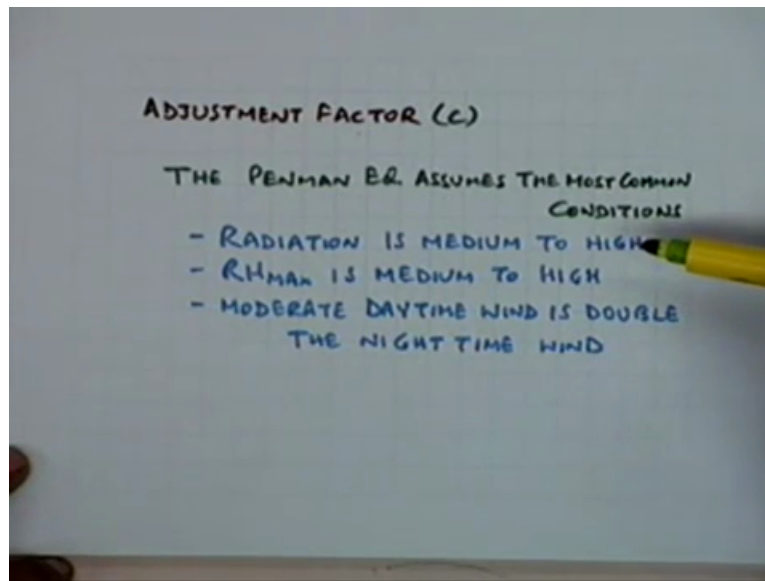 ADJUSTMENT FACTOR (C)
THE PENMAN EQ. ASSUMES THE MOST COMMON
CONDITIONS
- RADIATION IS MEDIUM TO HIGH
- RHMAX IS MEDIUM TO HIGH
- MODERATE DAYTIME WIND IS DOUBLE
THE NIGHT TIME WIND